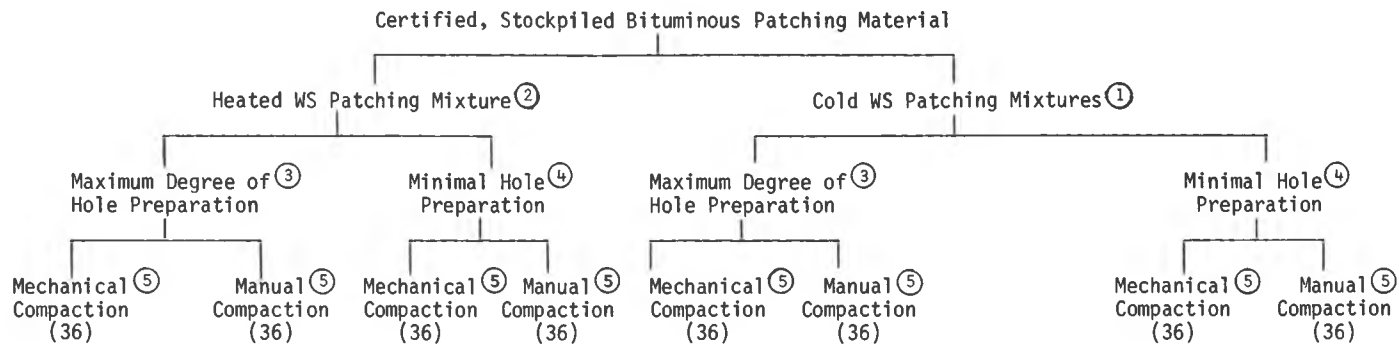 Certified, Stockpiled Bituminous Patching Material
Heated WS Patching Mixture②
Cold WS Patching Mixtures①
Maximum Degree of③
Hole Preparation
Minimal Hole④
Preparation
Maximum Degree of③
Hole Preparation
Minimal Hole④
Preparation
Mechanical⑤
Compaction
(36)
Manual⑤
Compaction
(36)
Mechanical⑤
Compaction
(36)
Manual⑤
Compaction
(36)
Mechanical⑤
Compaction
(36)
Manual⑤
Compaction
(36)
Mechanical⑤
Compaction
(36)
Manual⑤
Compaction
(36)